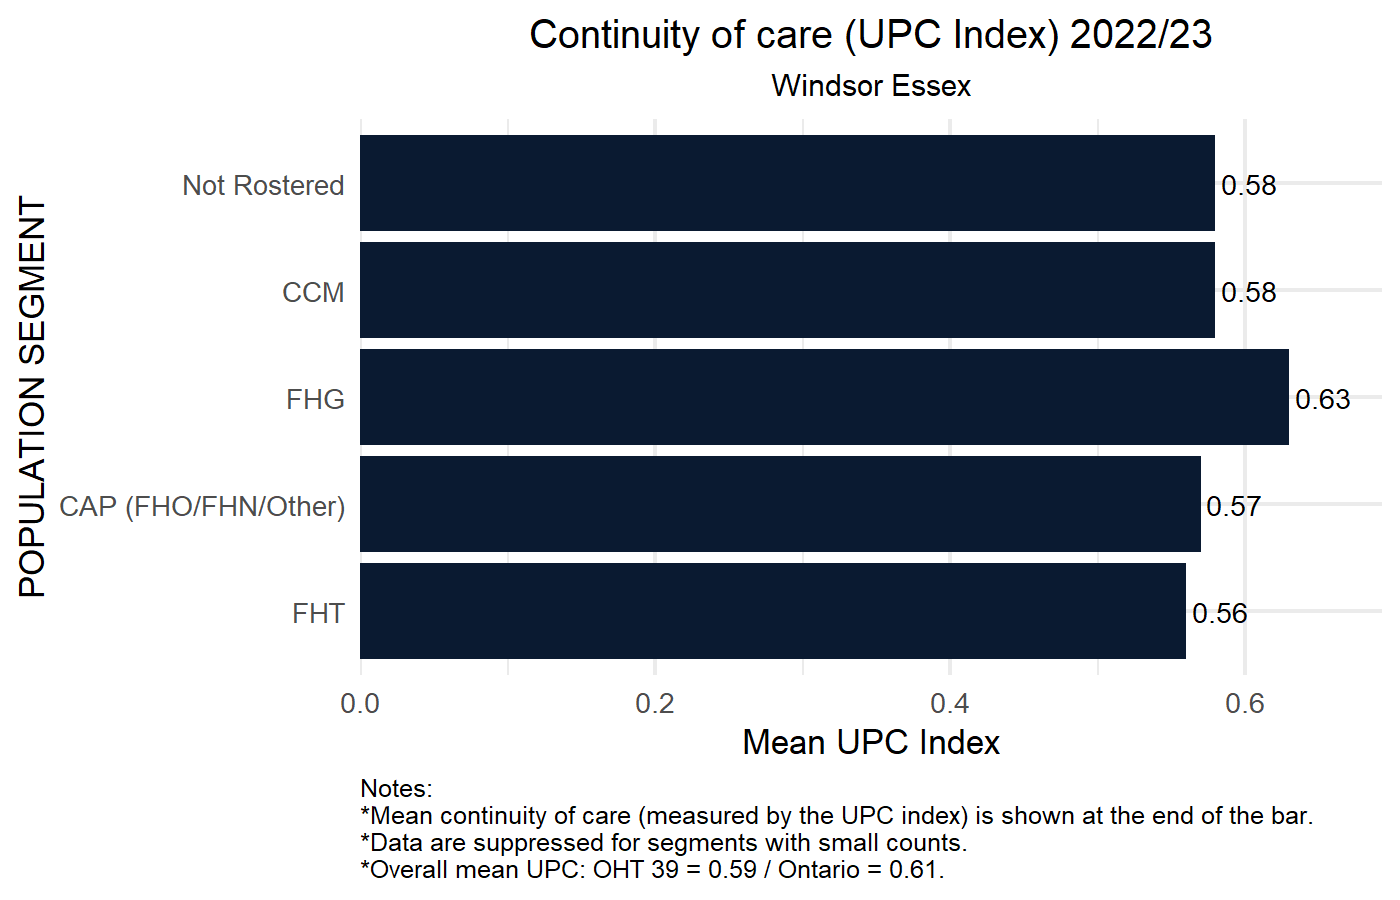 Continuity of care (UPC Index) 2022/23
Windsor Essex
POPULATION SEGMENT
Not Rostered
0.58
CCM
0.58
FHG
0.63
CAP (FHO/FHN/Other)
0.57
FHT
0.56
0.0
0.2
0.4
0.6
Mean UPC Index
Notes:
*Mean continuity of care (measured by the UPC index) is shown at the end of the bar.
*Data are suppressed for segments with small counts.
*Overall mean UPC: OHT 39 = 0.59 / Ontario = 0.61.